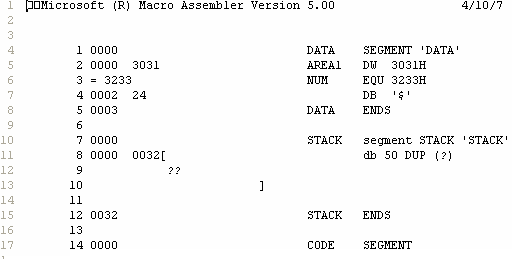 1 Microsoft (R) Macro Assembler Version 5.00 4/10/7
2
3
4 1 0000 DATA SEGMENT 'DATA'
5 2 0000 3031 AREA1 DW 3031H
6 3 = 3233 NUM EQU 3233H
7 4 0002 24 DB '$'
8 5 0003 DATA ENDS
9 6
10 7 0000 STACK segment STACK 'STACK'
11 8 0000 0032[ db 50 DUP (?)
12 9 ??
13 10 ]
14 11
15 12 0032 STACK ENDS
16 13
17 14 0000 CODE SEGMENT